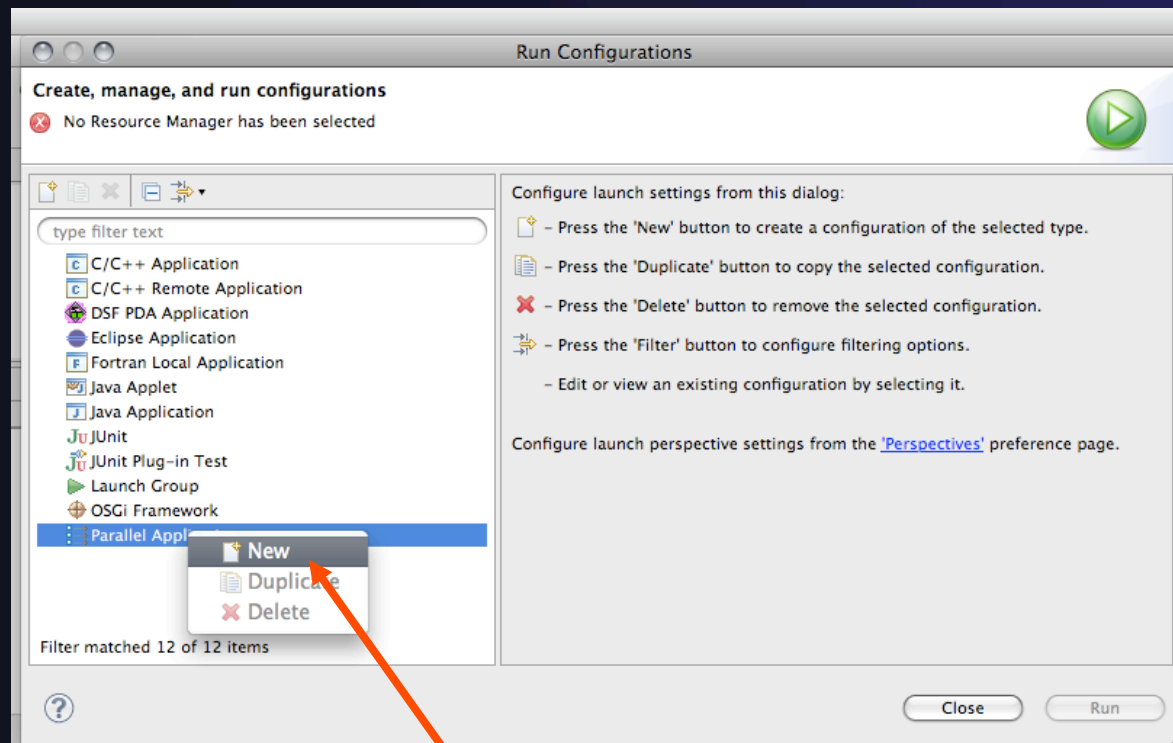 Run Configurations
Create, manage, and run configurations
No Resource Manager has been selected
type filter text
C/C++ Application
C/C++ Remote Application
DSF PDA Application
Eclipse Application
Fortran Local Application
Java Applet
Java Application
JUnit
JUnit Plug-in Test
Launch Group
OSGi Framework
Parallel Appl
New
Duplicate
Delete
Filter matched 12 of 12 items
Configure launch settings from this dialog:
– Press the 'New' button to create a configuration of the selected type.
– Press the 'Duplicate' button to copy the selected configuration.
– Press the 'Delete' button to remove the selected configuration.
– Press the 'Filter' button to configure filtering options.
– Edit or view an existing configuration by selecting it.
Configure launch perspective settings from the 'Perspectives' preference page.
?
Close
Run